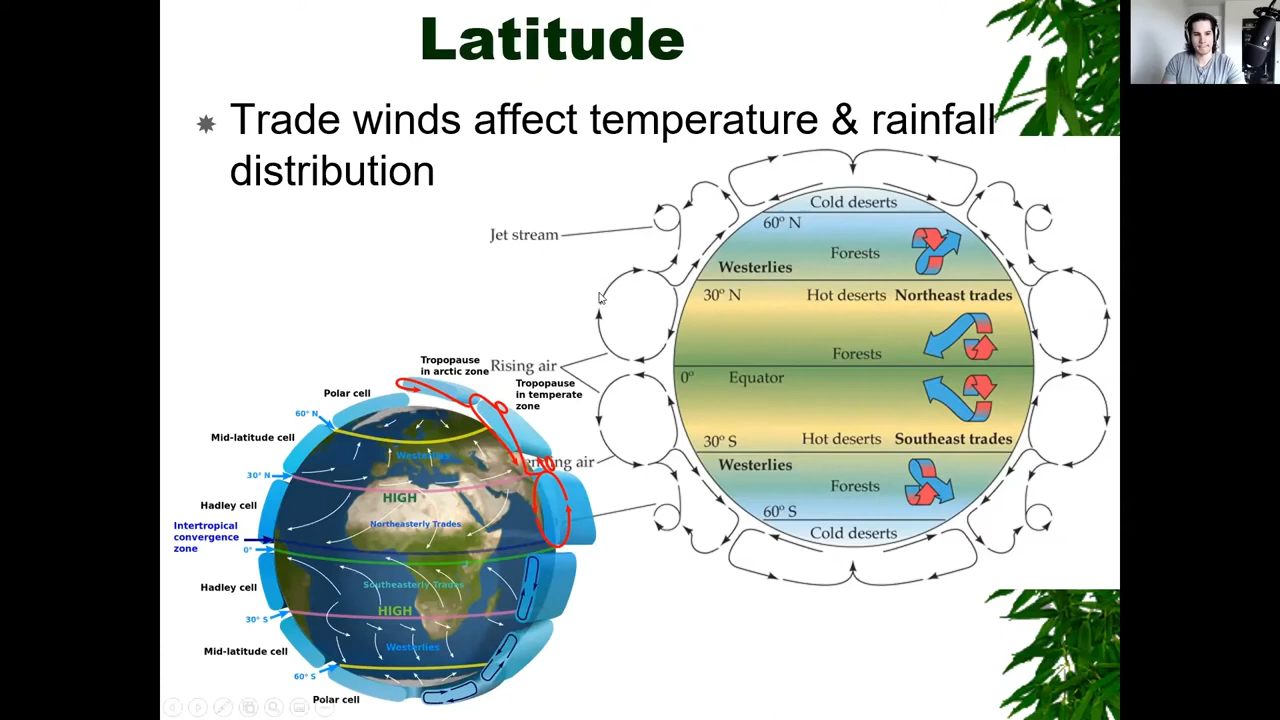 Latitude
Trade winds affect temperature & rainfall
distribution
Jet stream
Rising air
Cold deserts
60° N
Forests
Westerlies
30° N
Hot deserts
Northeast trades
Forests
0°
Equator
30° S
Hot deserts
Southeast trades
Westerlies
Forests
60° S
Cold deserts
Tropopause
in arctic zone
Tropopause
in temperate
zone
Polar cell
60° N
Mid-latitude cell
Westerlies
30° N
HIGH
Hadley cell
Northeasterly Trades
Intertropical
convergence
zone
0°
Southeasterly Trades
Hadley cell
HIGH
30° S
Westerlies
Mid-latitude cell
60° S
Polar cell
air